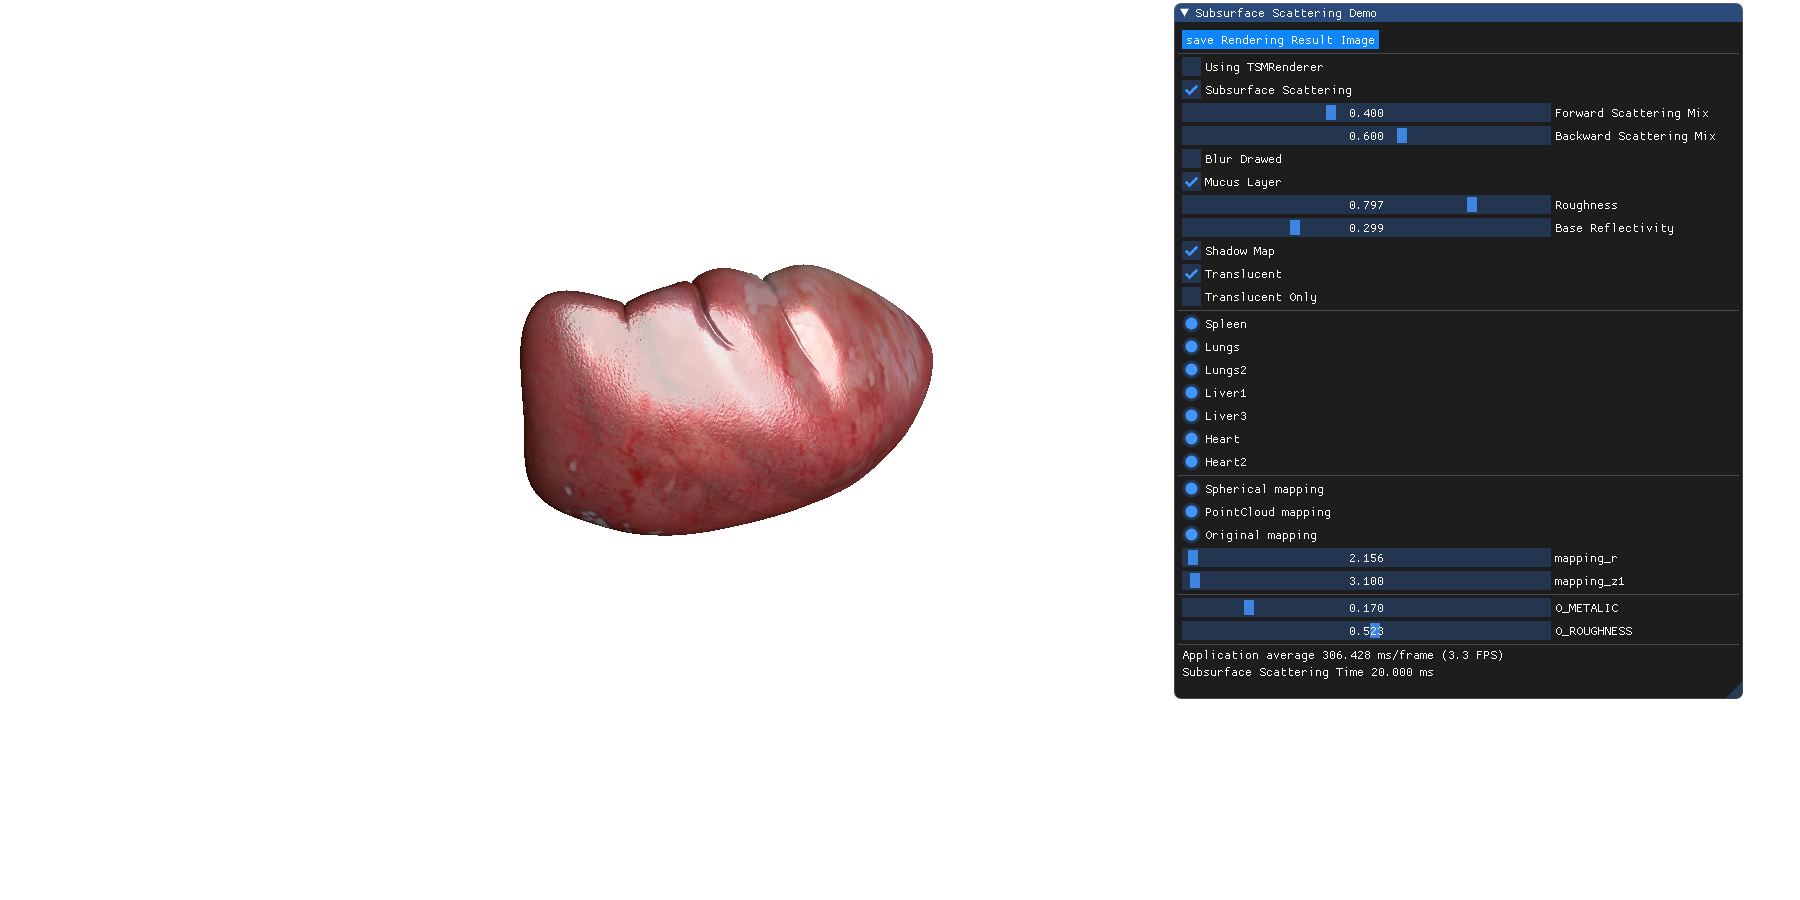 Subsurface Scattering Demo
save Rendering Result Image
Using TSMRenderer
Subsurface Scattering
0.400 Forward Scattering Mix
0.600 Backward Scattering Mix
Blur Drawed
Mucus Layer
0.797 Roughness
0.299 Base Reflectivity
Shadow Map
Translucent
Translucent Only
Spleen
Lungs
Lungs2
Liver1
Liver3
Heart
Heart2
Spherical mapping
PointCloud mapping
Original mapping
2.156 mapping_r
3.100 mapping_z1
0.170 O_METALIC
0.523 O_ROUGHNESS
Application average 306.428 ms/frame (3.3 FPS)
Subsurface Scattering Time 20.000 ms